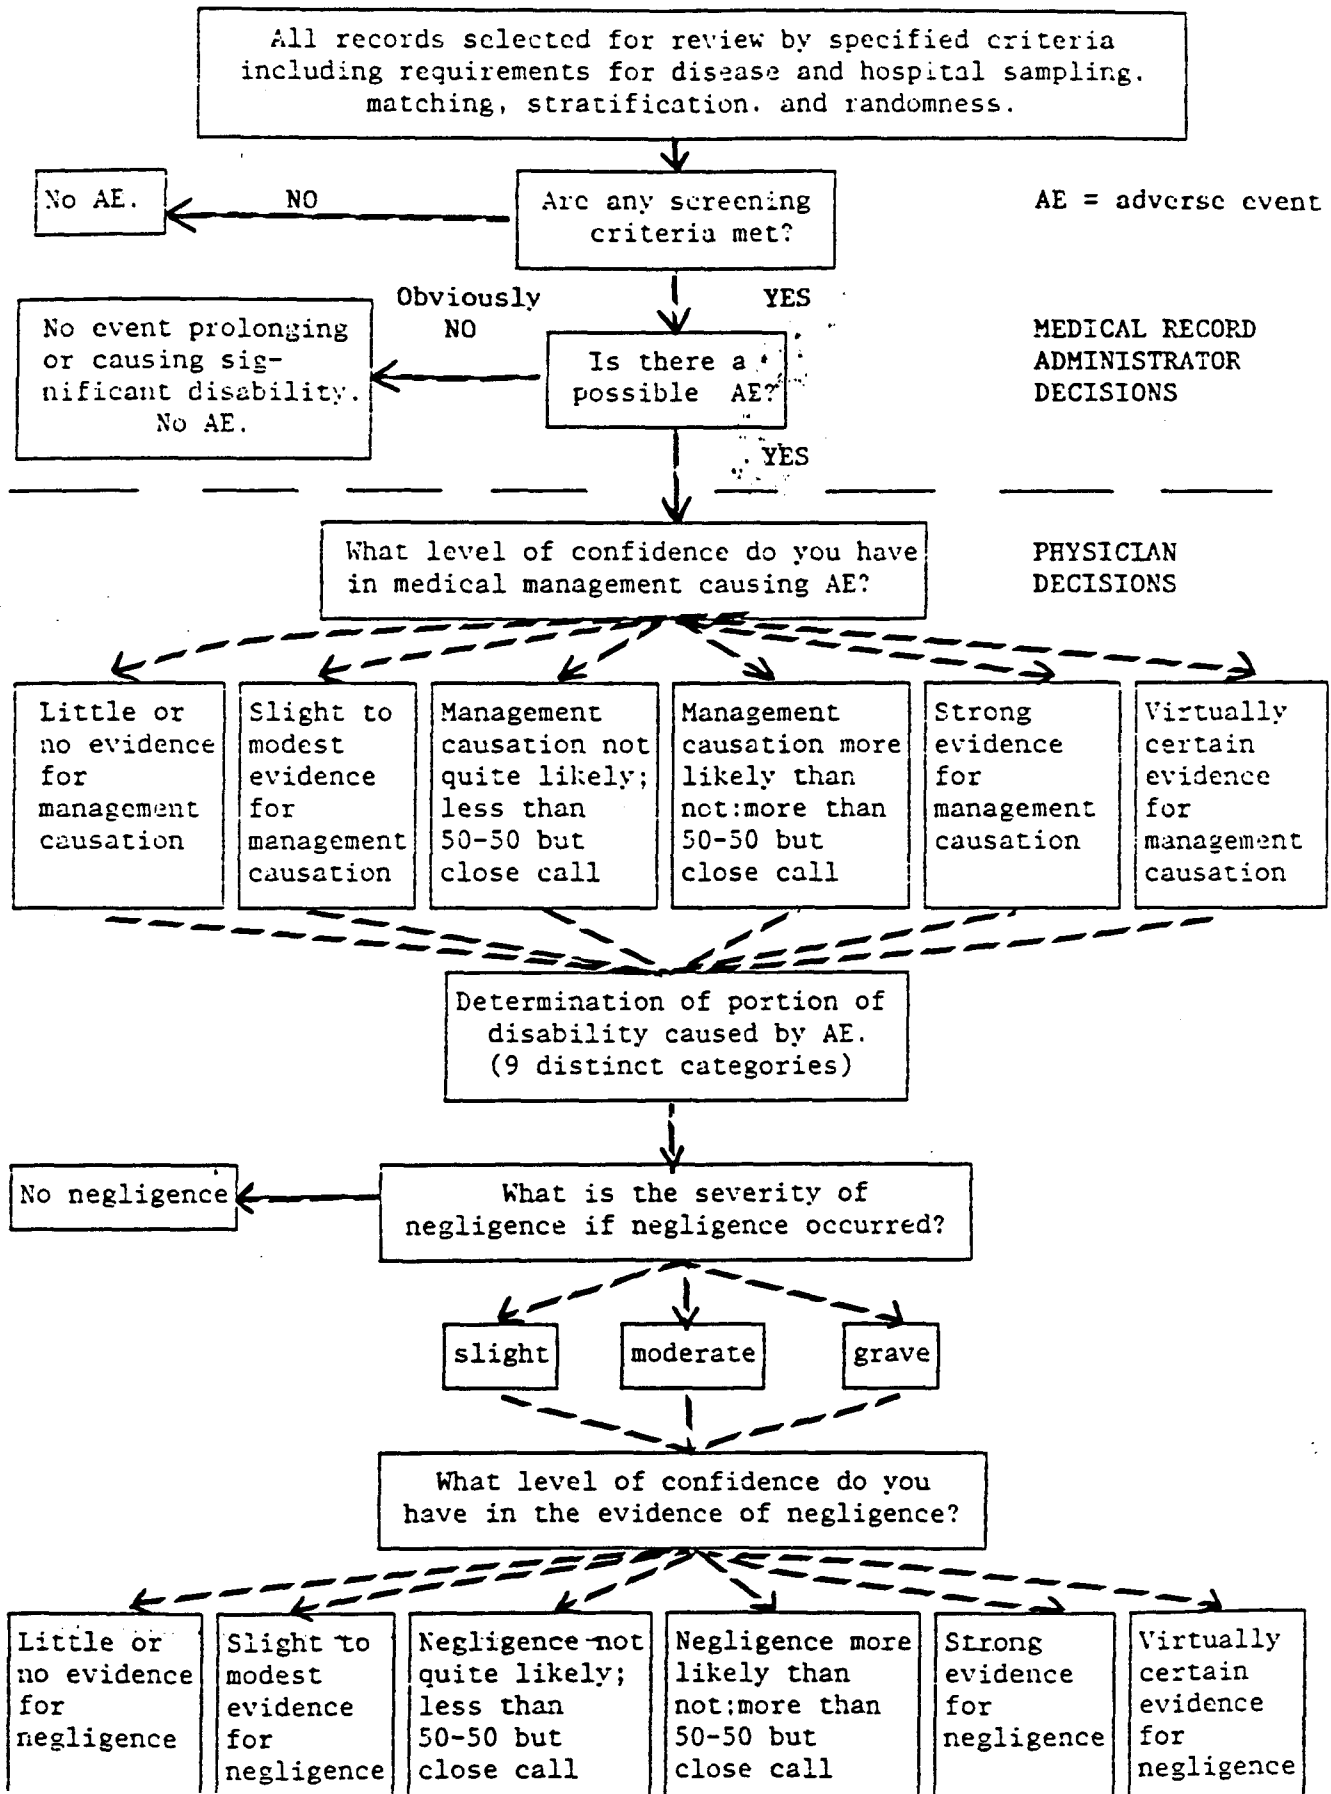 All records selected for review by specified criteria
including requirements for disease and hospital sampling.
matching, stratification. and randomness.
No AE.
NO
Are any screening
criteria met?
AE = adverse event
Obviously
NO
YES
No event prolonging
or causing sig-
nificant disability.
No AE.
Is there a
possible AE?
MEDICAL RECORD
ADMINISTRATOR
DECISIONS
YES
What level of confidence do you have
in medical management causing AE?
PHYSICIAN
DECISIONS
Little or
no evidence
for
management
causation
Slight to
modest
evidence
for
management
causation
Management
causation not
quite likely;
less than
50-50 but
close call
Management
causation more
likely than
not:more than
50-50 but
close call
Strong
evidence
for
management
causation
Virtually
certain
evidence
for
management
causation
Determination of portion of
disability caused by AE.
(9 distinct categories)
No negligence
What is the severity of
negligence if negligence occurred?
slight
moderate
grave
What level of confidence do you
have in the evidence of negligence?
Little or
no evidence
for
negligence
Slight to
modest
evidence
for
negligence
Negligence not
quite likely;
less than
50-50 but
close call
Negligence more
likely than
not:more than
50-50 but
close call
Strong
evidence
for
negligence
Virtually
certain
evidence
for
negligence